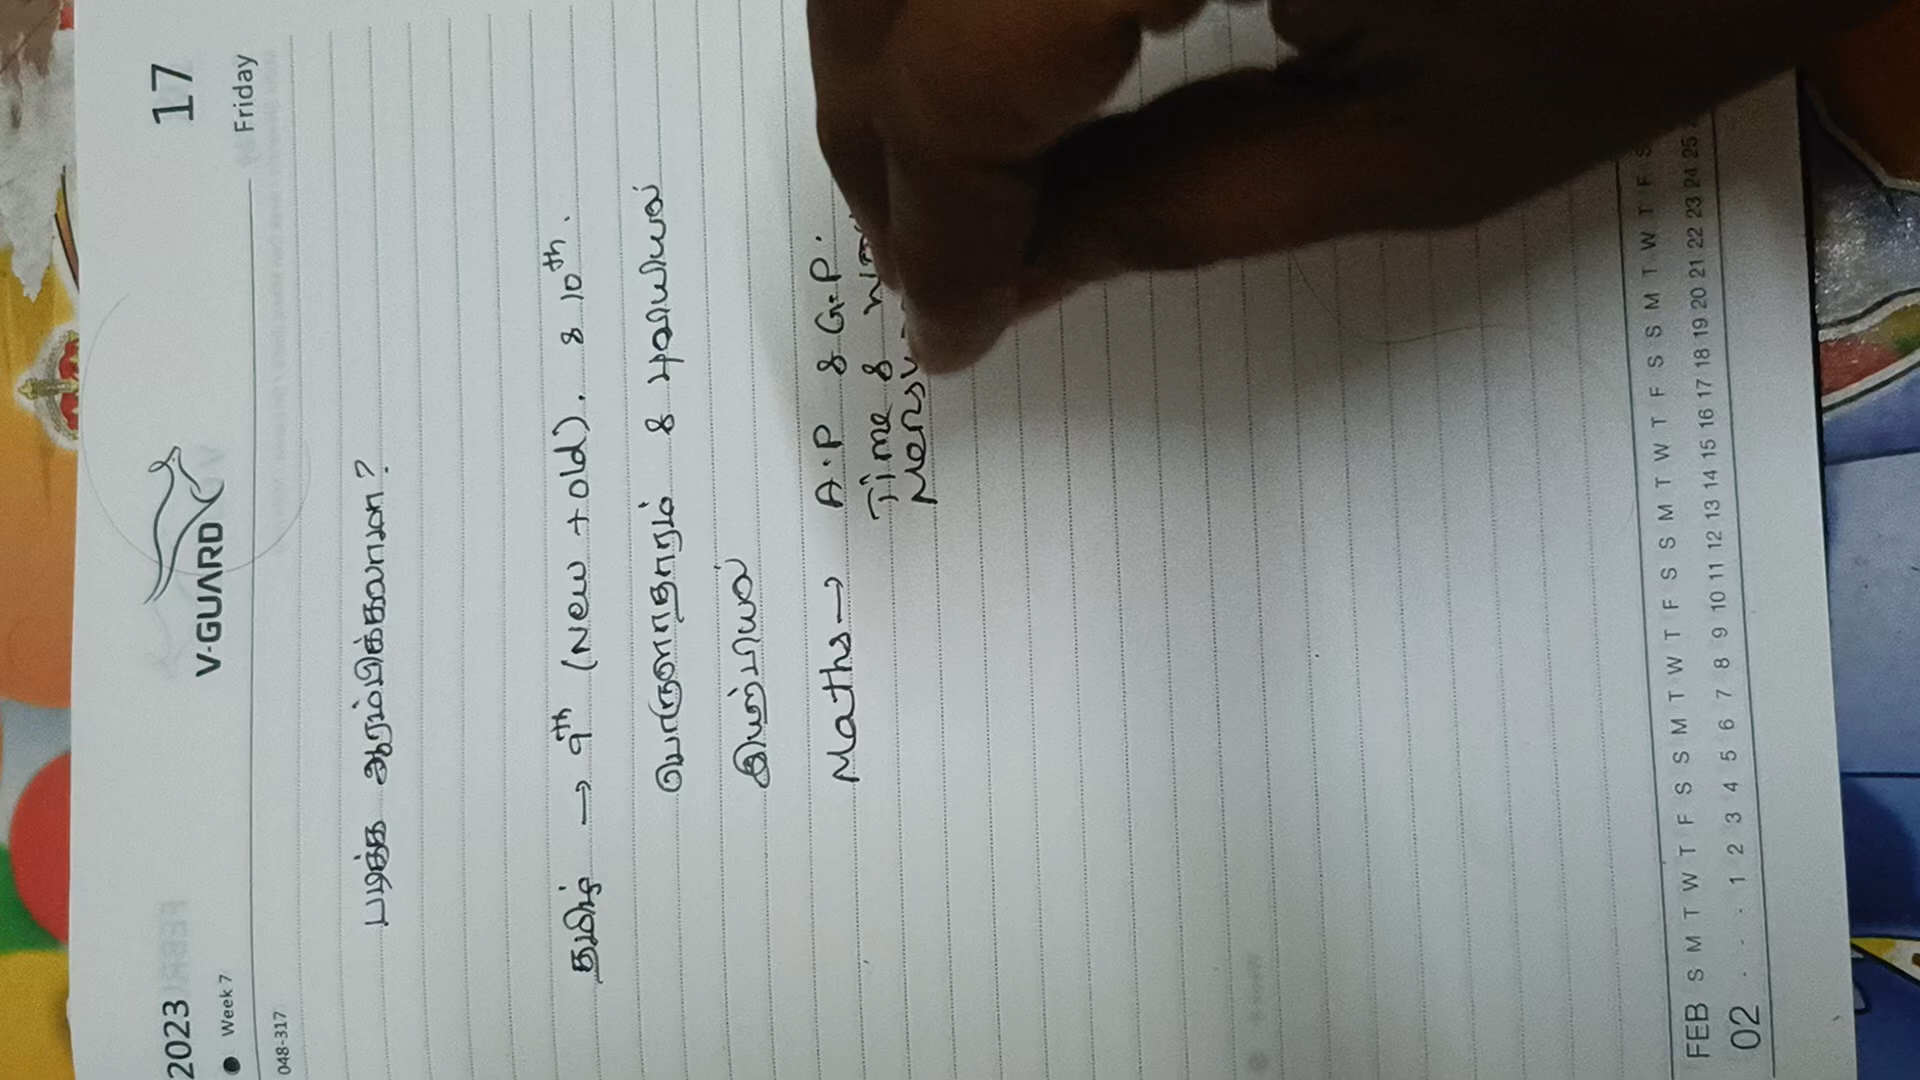 2023
17
V-GUARD
● Week 7
Friday
048-317
படிக்க ஆரம்பிக்கலாமா?
தமிழ் → 9th (New + old). & 10th.
பொருளாதாரம் & புவியியல்
இயற்பியல்
Maths → A.P & G.P.
Time &
FEB S M T W T F S S M T W T F S S M T W T F S S M T W T F S
02 . . . 1 2 3 4 5 6 7 8 9 10 11 12 13 14 15 16 17 18 19 20 21 22 23 24 25